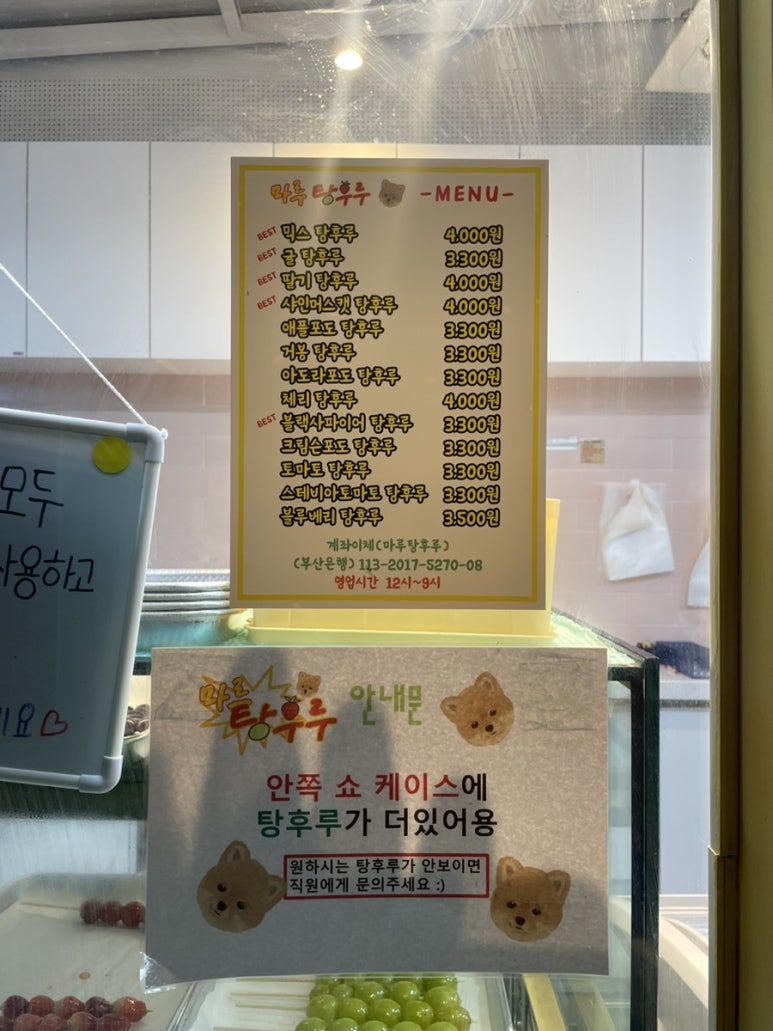 마루 탕후루 -MENU-
BEST 믹스 탕후루 4.000원
BEST 귤 탕후루 3.300원
BEST 딸기 탕후루 4.000원
BEST 샤인머스캣 탕후루 4.000원
애플포도 탕후루 3.300원
거봉 탕후루 3.300원
아도라포도 탕후루 3.300원
체리 탕후루 4.000원
BEST 블랙사파이어 탕후루 3.300원
크림슨포도 탕후루 3.300원
토마토 탕후루 3.300원
스테비아토마토 탕후루 3.300원
블루베리 탕후루 3.500원
계좌이체(마루탕후루)
(부산은행) 113-2017-5270-08
영업시간 12시~9시
모두
사용하고
요♡
마루 탕후루 안내문
안쪽 쇼 케이스에
탕후루가 더있어용
원하시는 탕후루가 안보이면
직원에게 문의주세요 :)